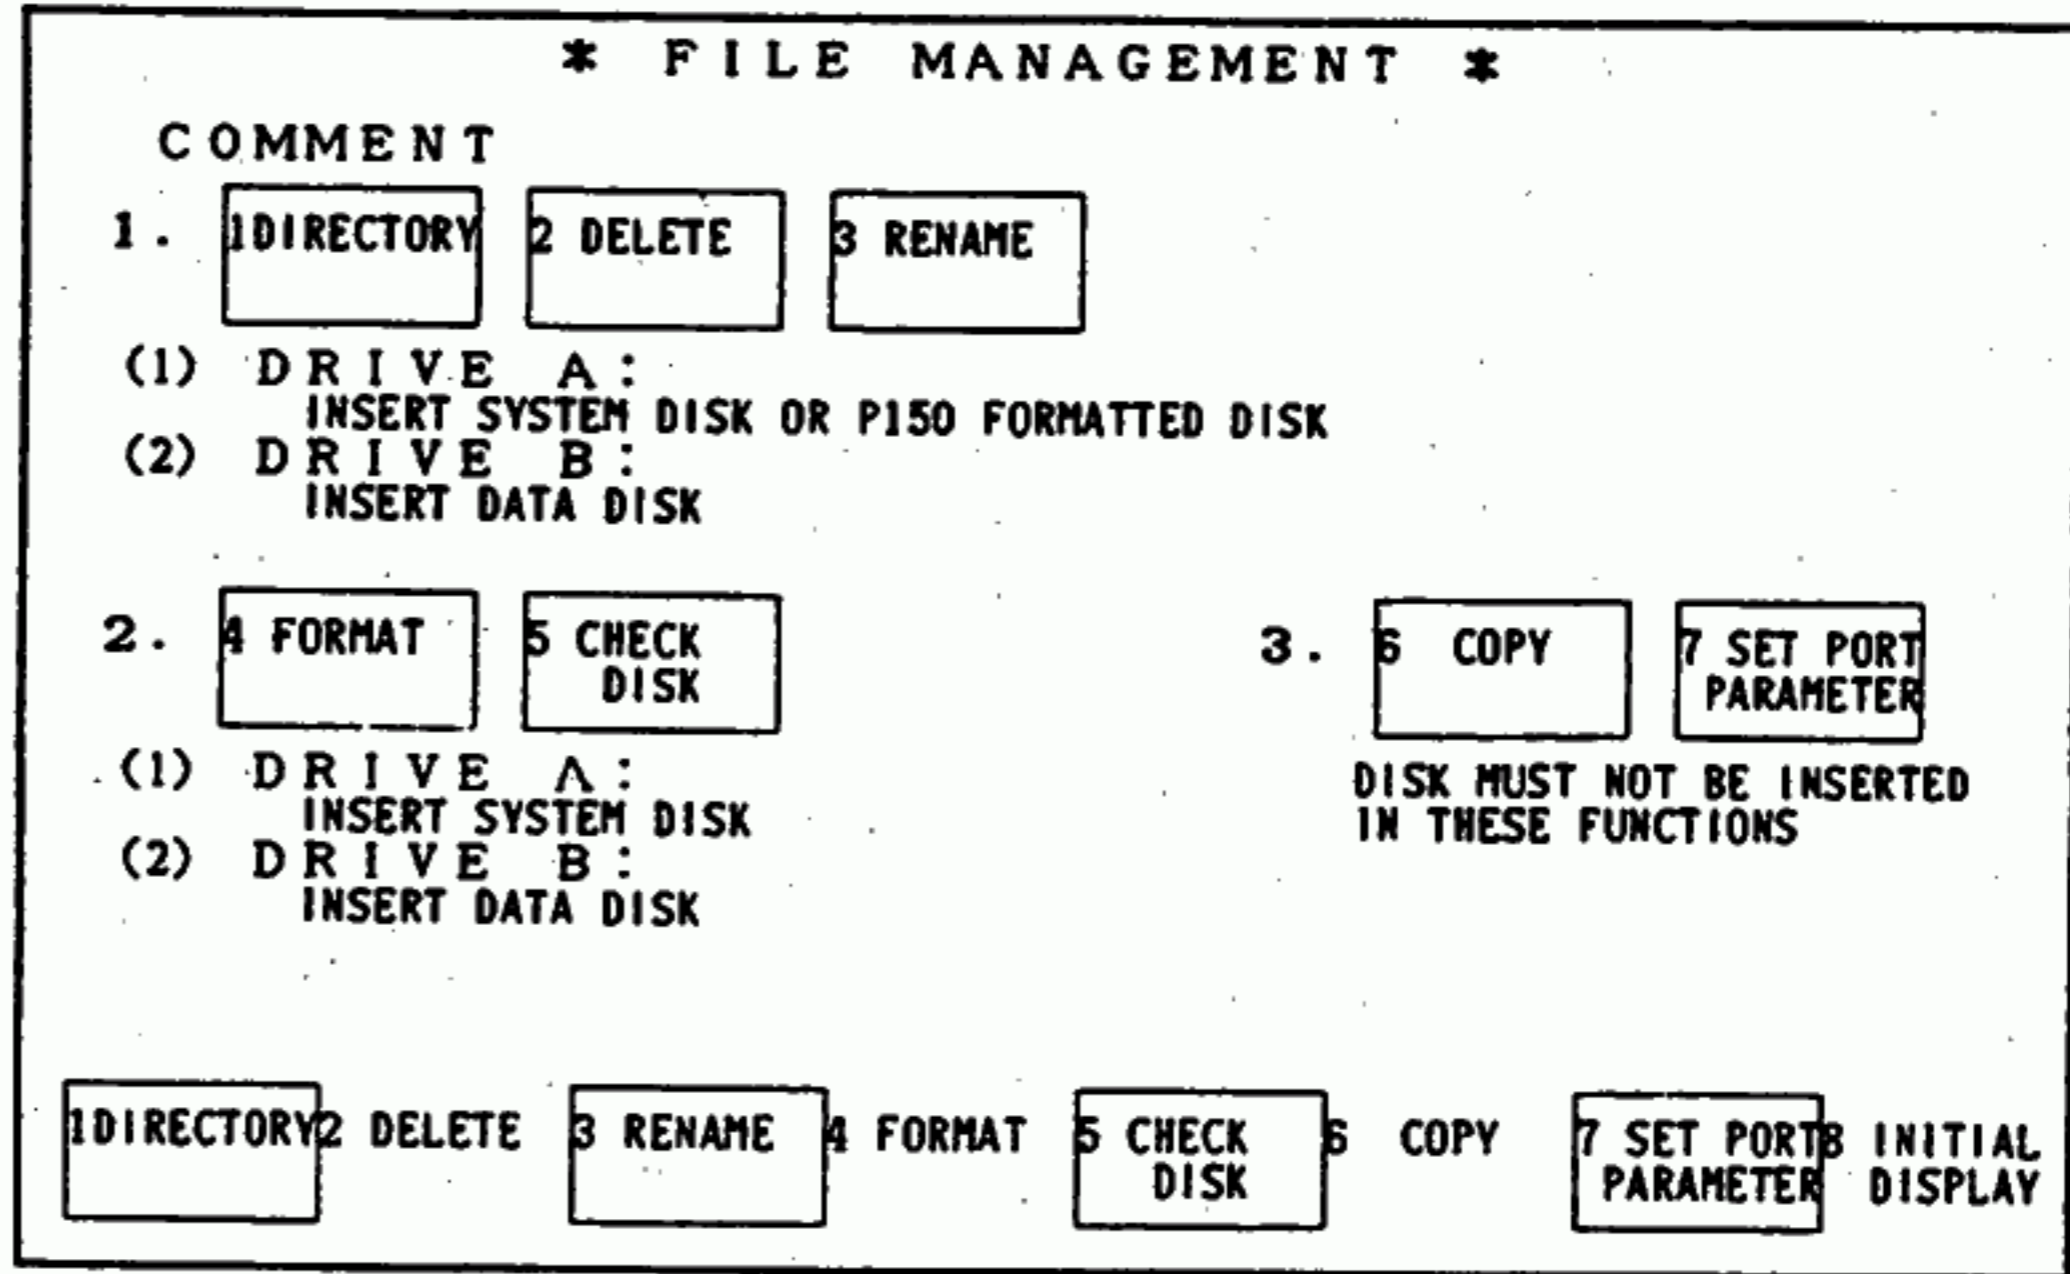 * FILE MANAGEMENT *
COMMENT
1. 1DIRECTORY 2 DELETE 3 RENAME
(1) DRIVE A:
INSERT SYSTEM DISK OR P150 FORMATTED DISK
(2) DRIVE B:
INSERT DATA DISK
2. 4 FORMAT 5 CHECK DISK
(1) DRIVE A:
INSERT SYSTEM DISK
(2) DRIVE B:
INSERT DATA DISK
3. 6 COPY 7 SET PORT PARAMETER
DISK MUST NOT BE INSERTED
IN THESE FUNCTIONS
1DIRECTORY 2 DELETE 3 RENAME 4 FORMAT 5 CHECK 6 COPY 7 SET PORT 8 INITIAL
DISK PARAMETER DISPLAY